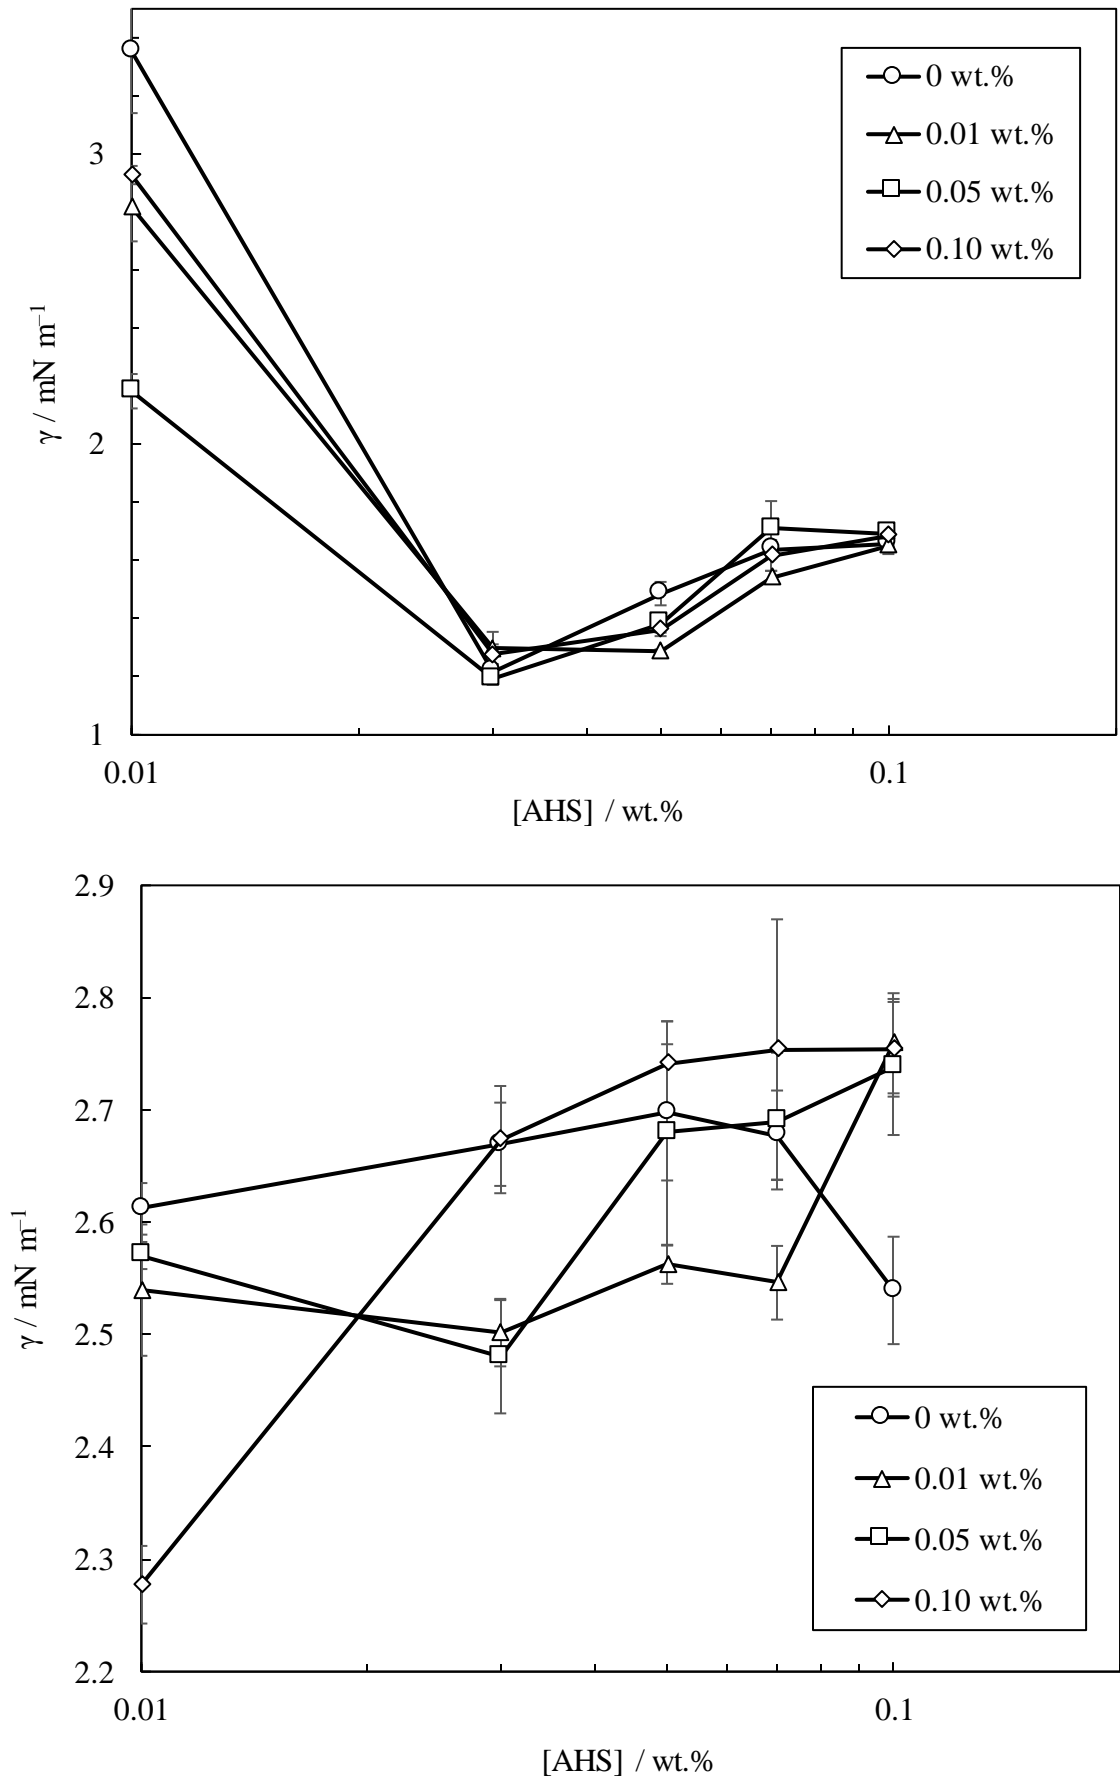 0 wt.%
0.01 wt.%
0.05 wt.%
0.10 wt.%
3
2
1
γ / mN m⁻¹
0.01
0.1
[AHS] / wt.%
2.9
2.8
2.7
2.6
2.5
2.4
2.3
2.2
γ / mN m⁻¹
0 wt.%
0.01 wt.%
0.05 wt.%
0.10 wt.%
0.01
0.1
[AHS] / wt.%